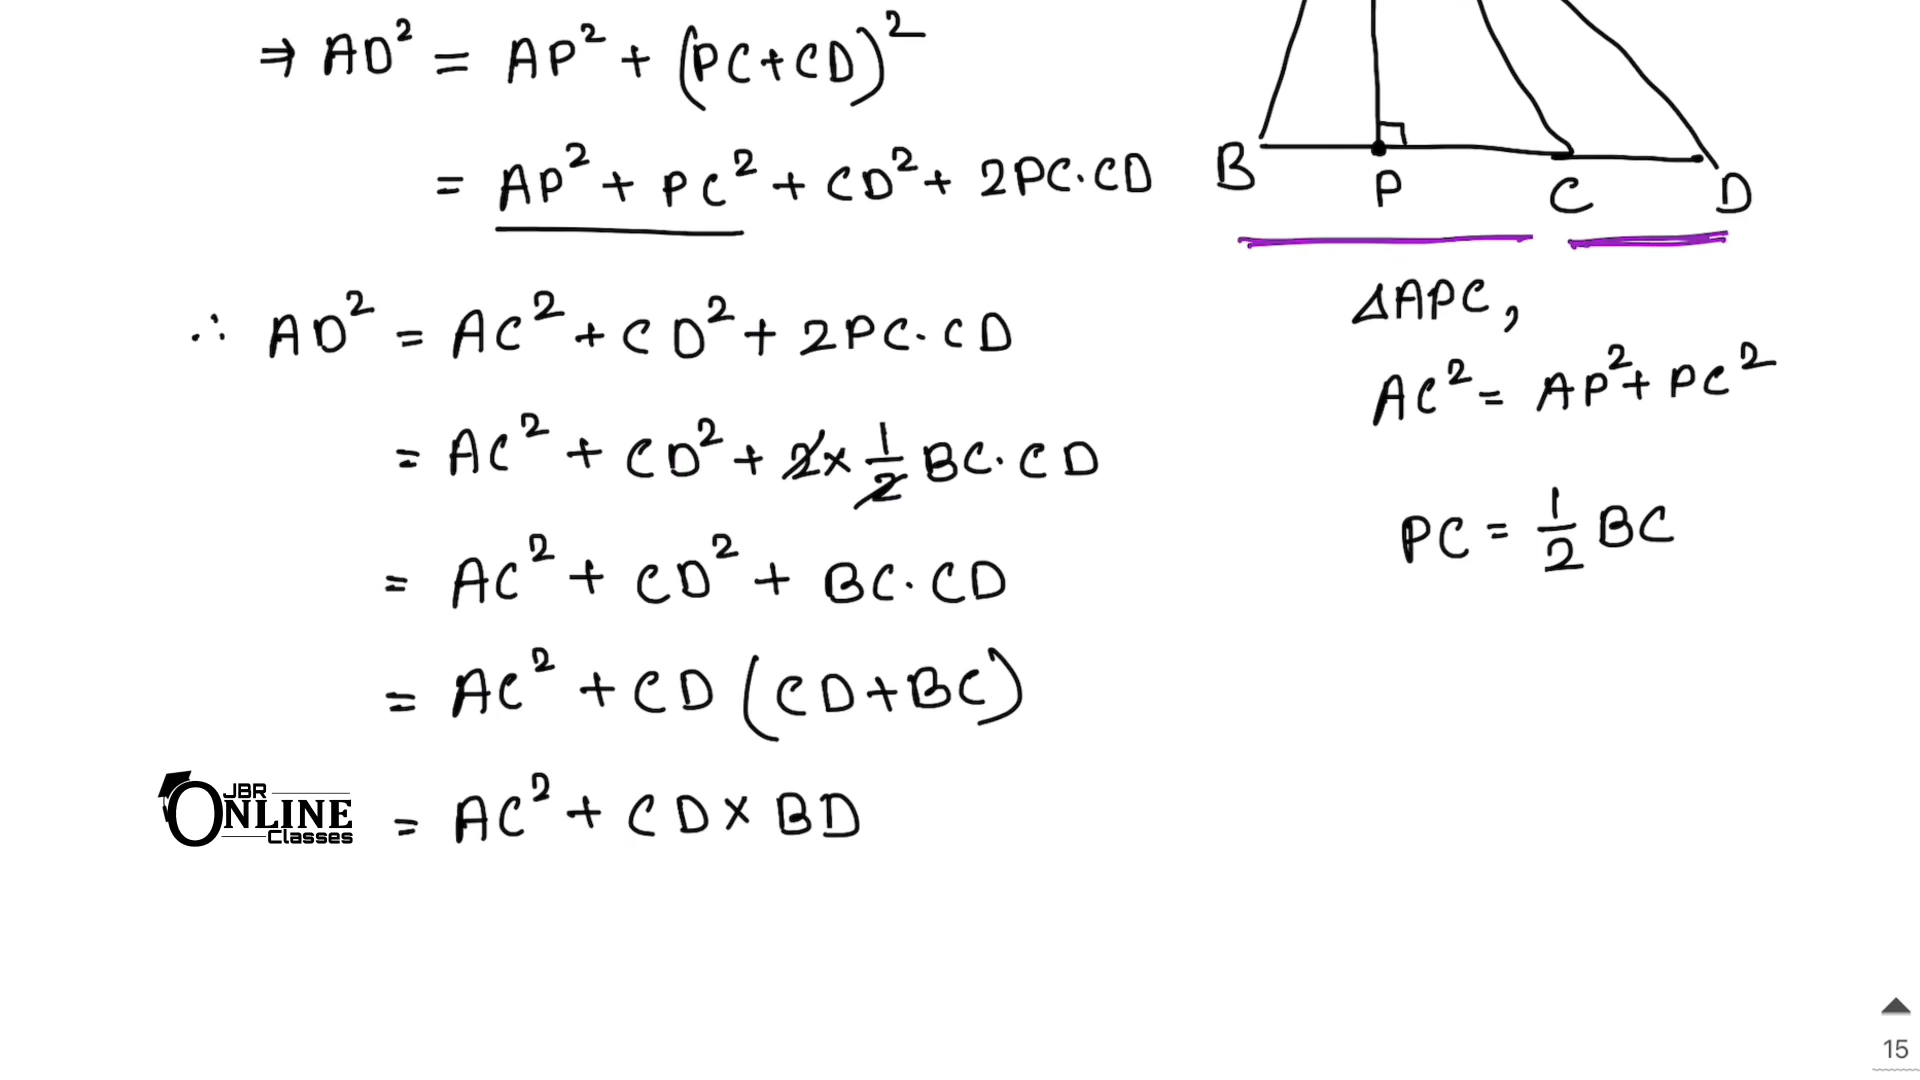 ⇒ AD² = AP² + (PC+CD)²
= AP² + PC² + CD² + 2PC·CD
∴ AD² = AC² + CD² + 2PC·CD
= AC² + CD² + 2 × 1/2 BC·CD
= AC² + CD² + BC·CD
= AC² + CD (CD+BC)
= AC² + CD × BD
B P C D
△APC,
AC² = AP² + PC²
PC = 1/2 BC
JBR
ONLINE
Classes
15